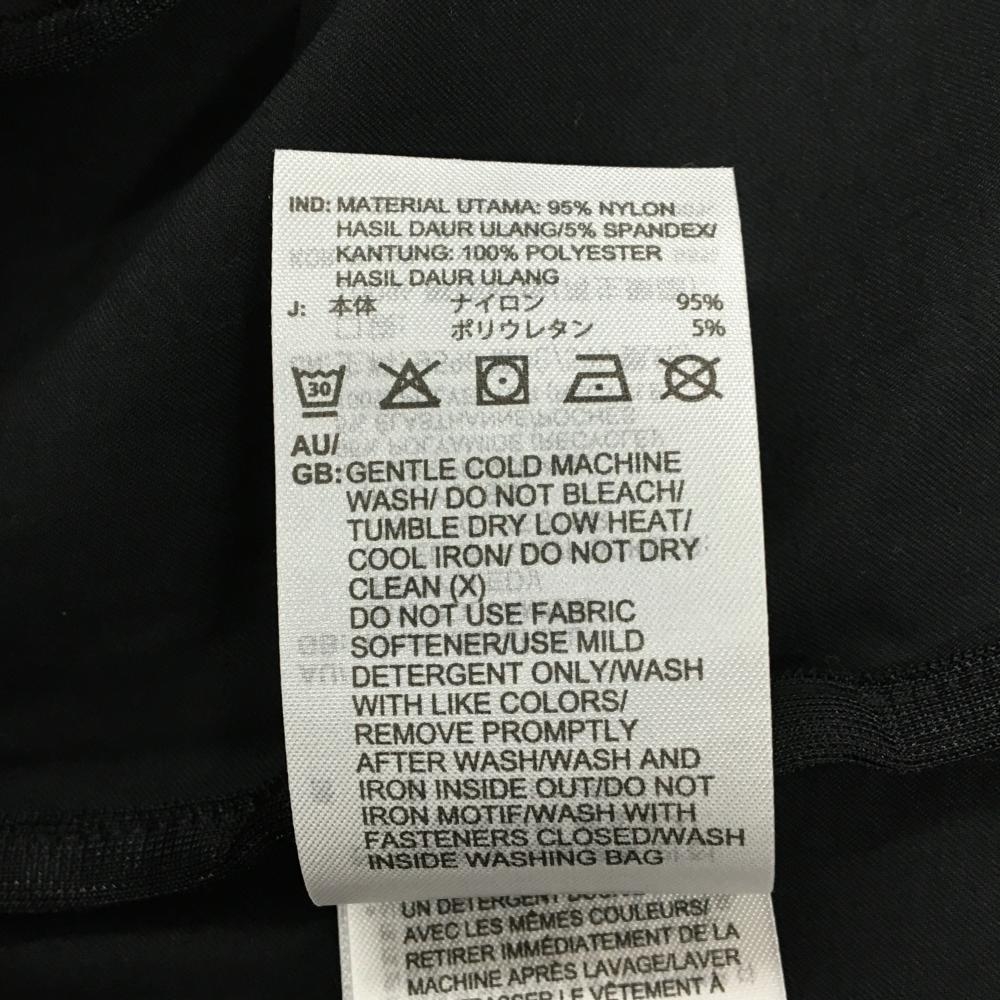 IND: MATERIAL UTAMA: 95% NYLON
HASIL DAUR ULANG/5% SPANDEX/
KANTUNG: 100% POLYESTER
HASIL DAUR ULANG
J: 本体 ナイロン 95%
ポリウレタン 5%
30
AU/
GB: GENTLE COLD MACHINE
WASH/ DO NOT BLEACH/
TUMBLE DRY LOW HEAT/
COOL IRON/ DO NOT DRY
CLEAN (X)
DO NOT USE FABRIC
SOFTENER/USE MILD
DETERGENT ONLY/WASH
WITH LIKE COLORS/
REMOVE PROMPTLY
AFTER WASH/WASH AND
IRON INSIDE OUT/DO NOT
IRON MOTIF/WASH WITH
FASTENERS CLOSED/WASH
INSIDE WASHING BAG
UN DÉTERGENT
AVEC LES MÊMES COULEURS/
RETIRER IMMÉDIATEMENT DE LA
MACHINE APRÈS LAVAGE/LAVER
LE VÊTEMENT À